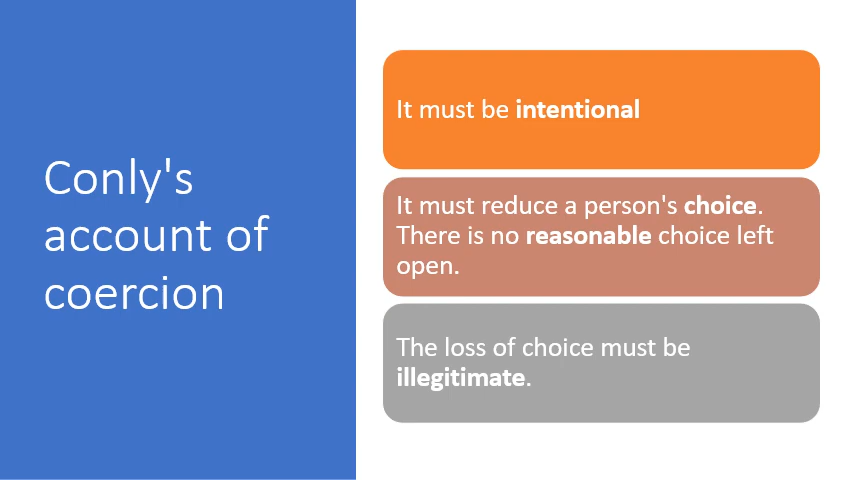 Conly's
account of
coercion
It must be intentional
It must reduce a person's choice.
There is no reasonable choice left
open.
The loss of choice must be
illegitimate.